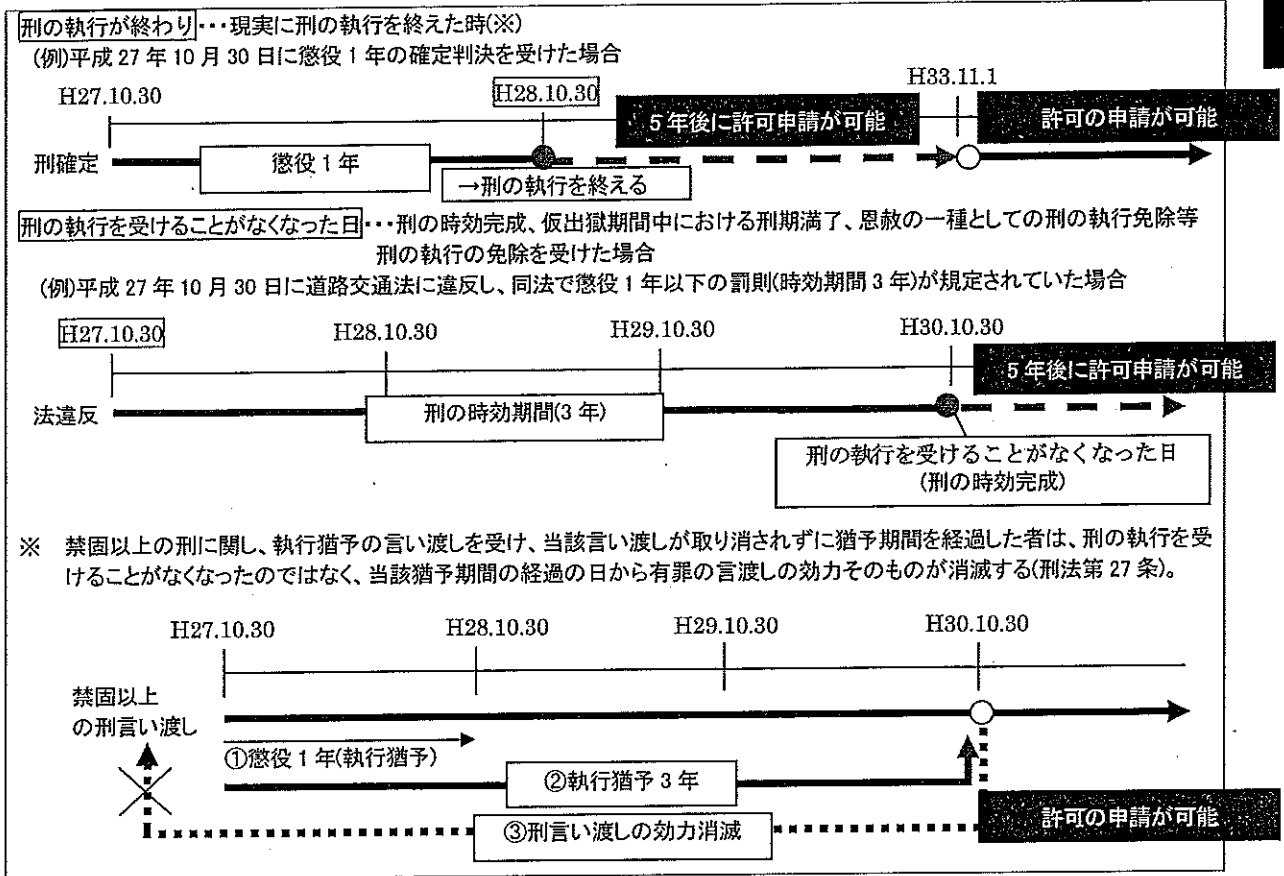 刑の執行が終わり・・・現実に刑の執行を終えた時(※)
(例)平成 27 年 10 月 30 日に懲役 1 年の確定判決を受けた場合
H27.10.30
H28.10.30
H33.11.1
5 年後に許可申請が可能
許可の申請が可能
刑確定
懲役 1 年
→刑の執行を終える
刑の執行を受けることがなくなった日・・・刑の時効完成、仮出獄期間中における刑期満了、恩赦の一種としての刑の執行免除等
刑の執行の免除を受けた場合
(例)平成 27 年 10 月 30 日に道路交通法に違反し、同法で懲役 1 年以下の罰則(時効期間 3 年)が規定されていた場合
H27.10.30
H28.10.30
H29.10.30
H30.10.30
5 年後に許可申請が可能
法違反
刑の時効期間(3 年)
刑の執行を受けることがなくなった日
(刑の時効完成)
※ 禁固以上の刑に関し、執行猶予の言い渡しを受け、当該言い渡しが取り消されずに猶予期間を経過した者は、刑の執行を受
けることがなくなったのではなく、当該猶予期間の経過の日から有罪の言渡しの効力そのものが消滅する(刑法第 27 条)。
H27.10.30
H28.10.30
H29.10.30
H30.10.30
禁固以上
の刑言い渡し
①懲役 1 年(執行猶予)
②執行猶予 3 年
③刑言い渡しの効力消滅
許可の申請が可能